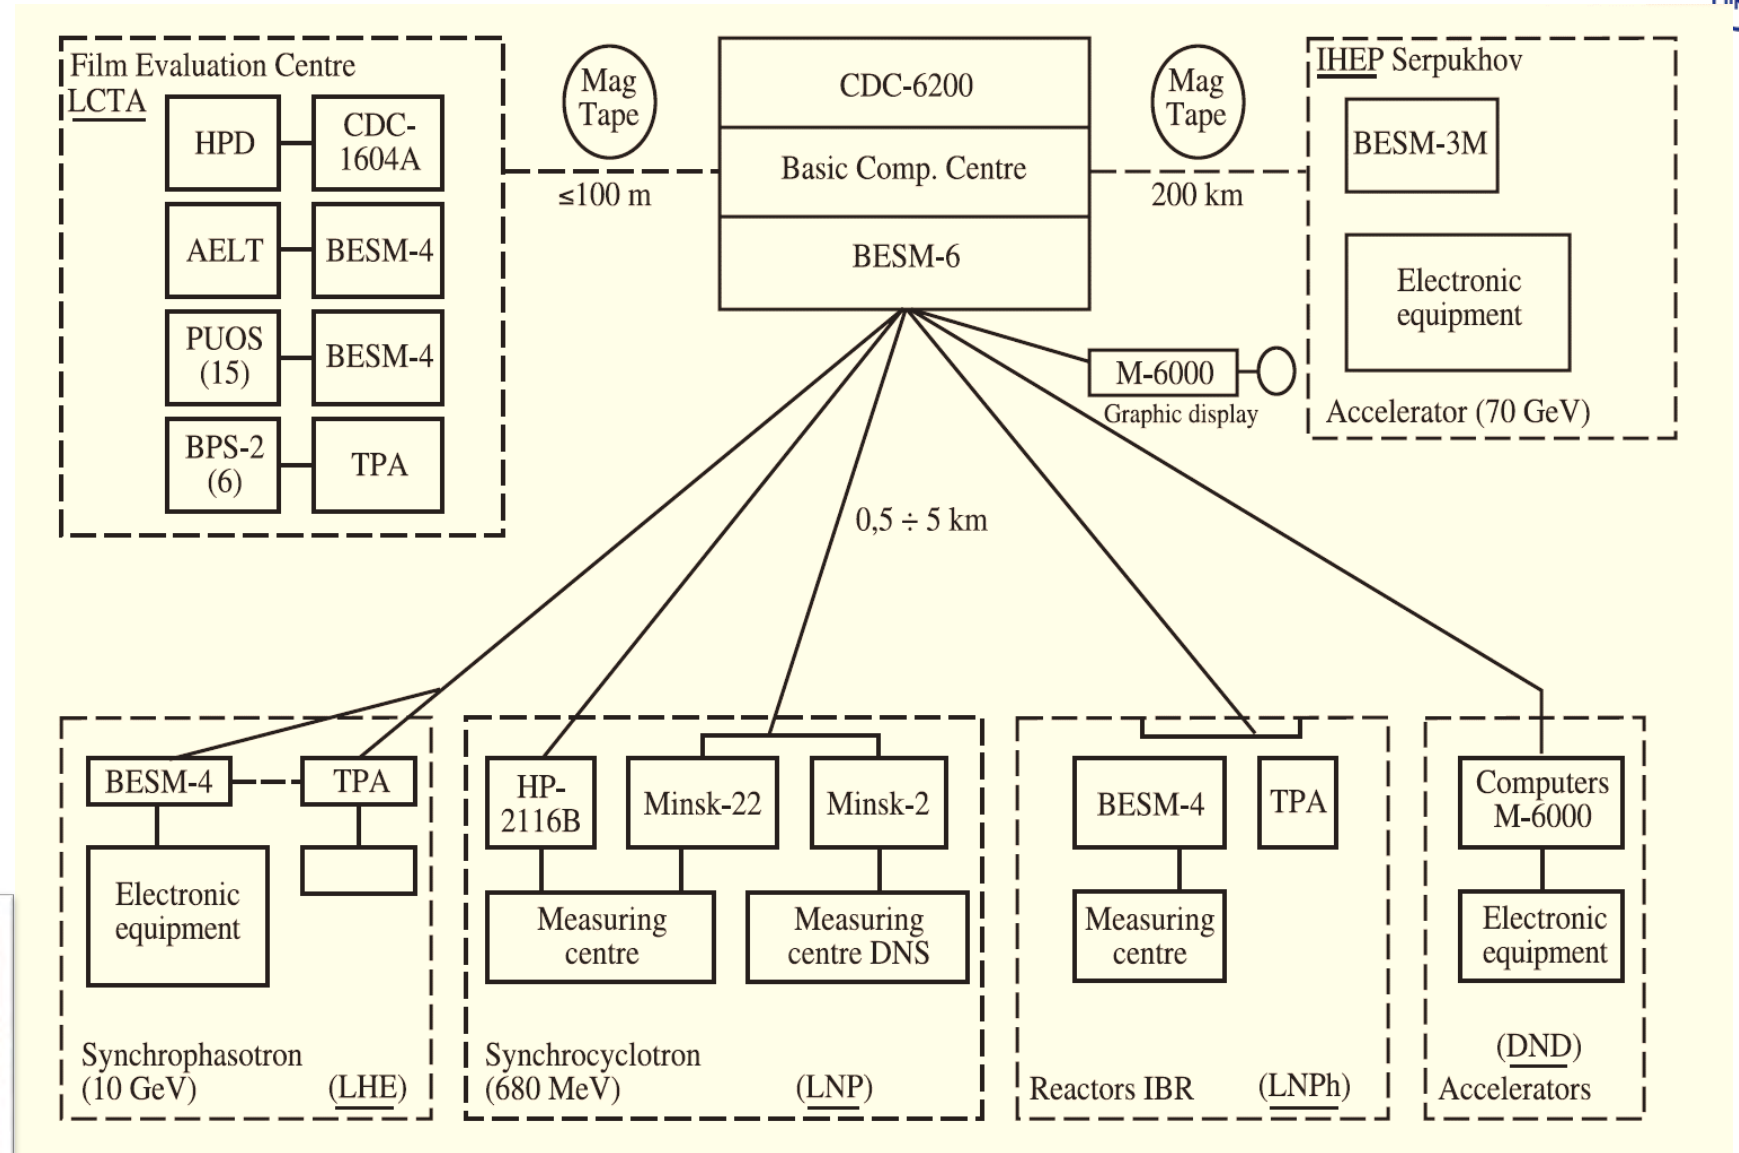 Film Evaluation Centre
LCTA
HPD
CDC-
1604A
AELT
BESM-4
PUOS
(15)
BESM-4
BPS-2
(6)
TPA
Mag
Tape
≤100 m
CDC-6200
Basic Comp. Centre
BESM-6
Mag
Tape
200 km
IHEP Serpukhov
BESM-3M
Electronic
equipment
Accelerator (70 GeV)
M-6000
Graphic display
0,5 ÷ 5 km
BESM-4
TPA
Electronic
equipment
Synchrophasotron
(10 GeV)
(LHE)
HP-
2116B
Minsk-22
Minsk-2
Measuring
centre
Measuring
centre DNS
Synchrocyclotron
(680 MeV)
(LNP)
BESM-4
TPA
Measuring
centre
Reactors IBR
(LNPh)
Computers
M-6000
Electronic
equipment
(DND)
Accelerators